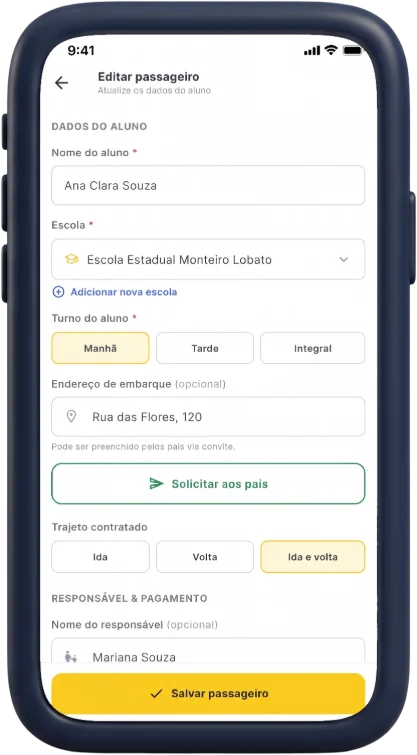 9:41
Editar passageiro
Atualize os dados do aluno
DADOS DO ALUNO
Nome do aluno *
Ana Clara Souza
Escola *
Escola Estadual Monteiro Lobato
Adicionar nova escola
Turno do aluno *
Manhã
Tarde
Integral
Endereço de embarque (opcional)
Rua das Flores, 120
Pode ser preenchido pelos pais via convite.
Solicitar aos pais
Trajeto contratado
Ida
Volta
Ida e volta
RESPONSÁVEL & PAGAMENTO
Nome do responsável (opcional)
Mariana Souza
Salvar passageiro